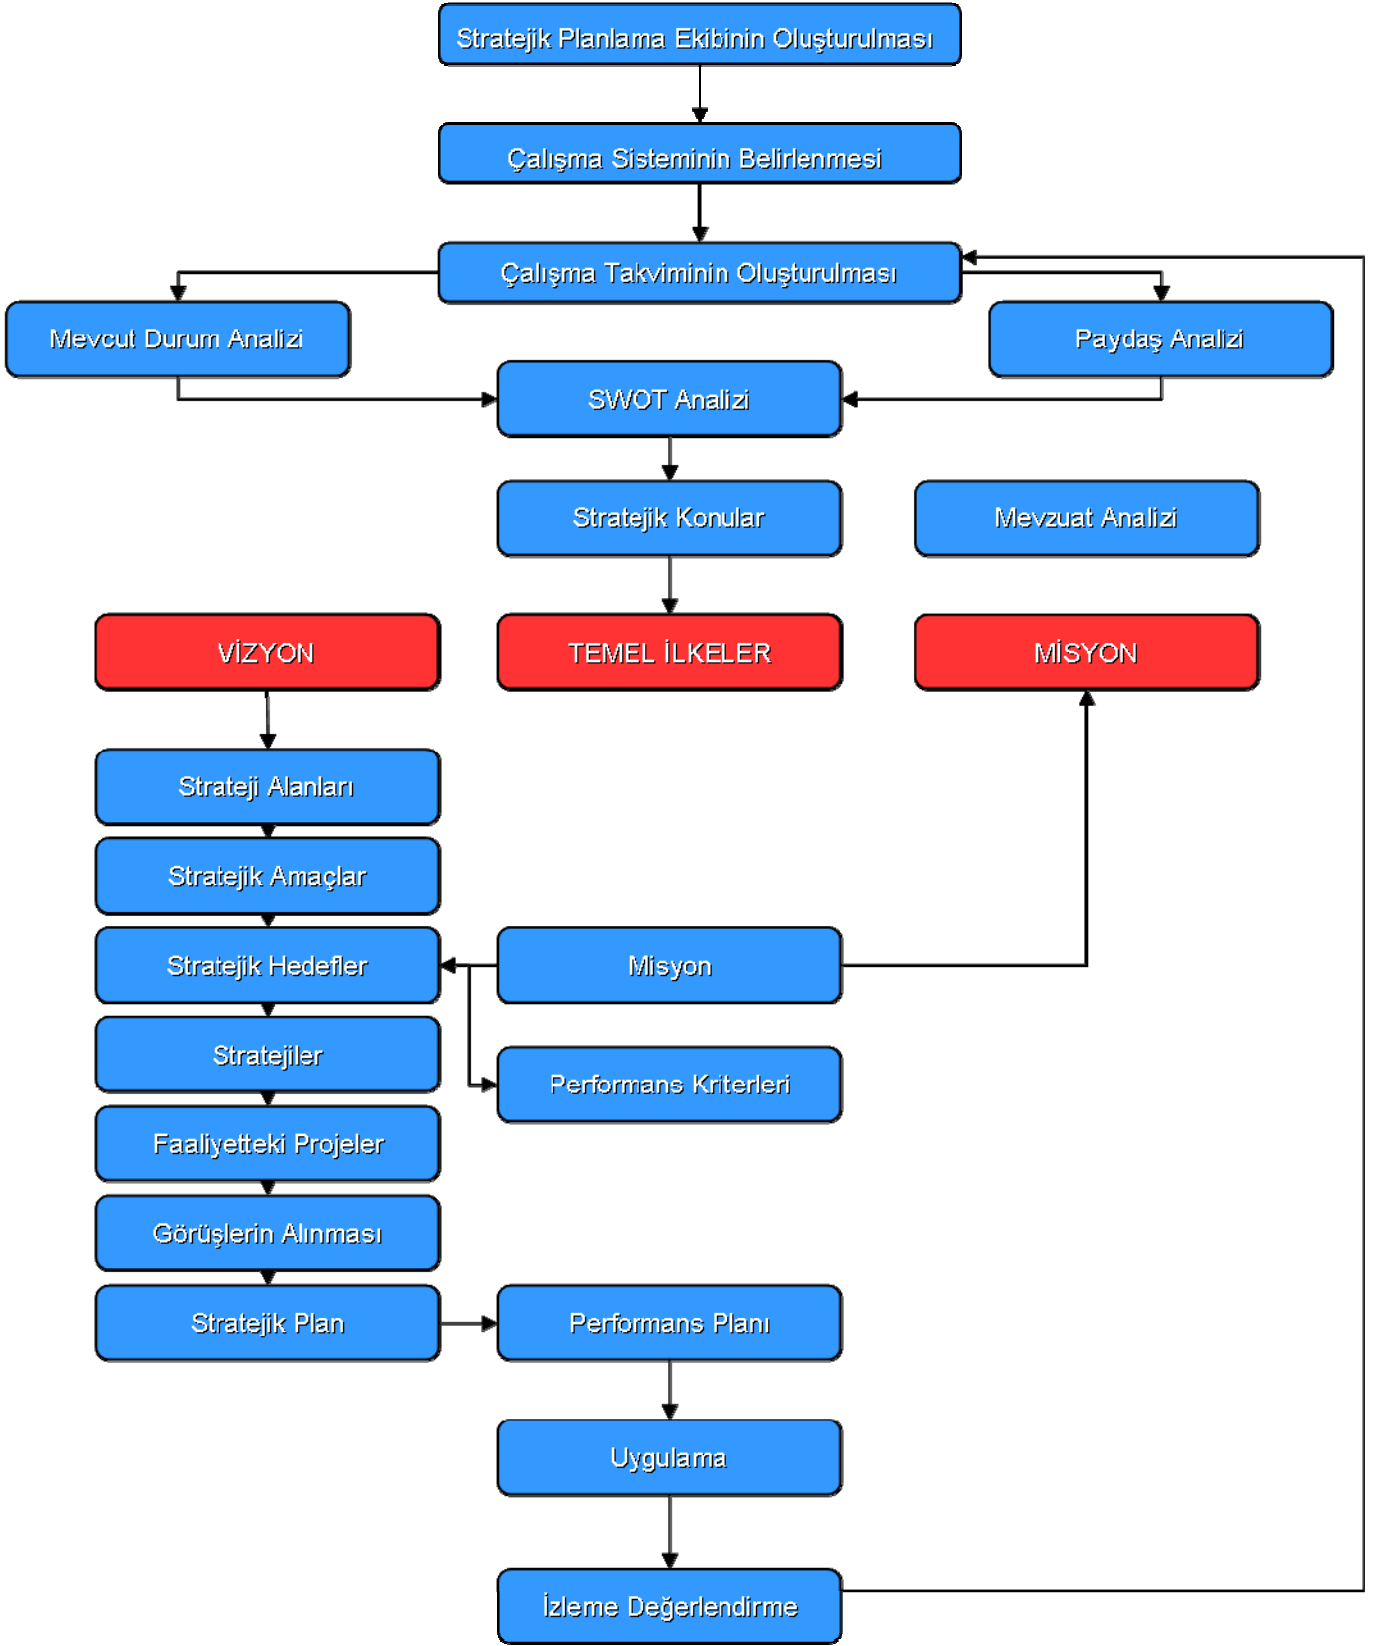 Stratejik Planlama Ekibinin Oluşturulması
Çalışma Sisteminin Belirlenmesi
Çalışma Takviminin Oluşturulması
Mevcut Durum Analizi
Paydaş Analizi
SWOT Analizi
Stratejik Konular
Mevzuat Analizi
VİZYON
TEMEL İLKELER
MİSYON
Strateji Alanları
Stratejik Amaçlar
Stratejik Hedefler
Misyon
Stratejiler
Performans Kriterleri
Faaliyetteki Projeler
Görüşlerin Alınması
Stratejik Plan
Performans Planı
Uygulama
İzleme Değerlendirme